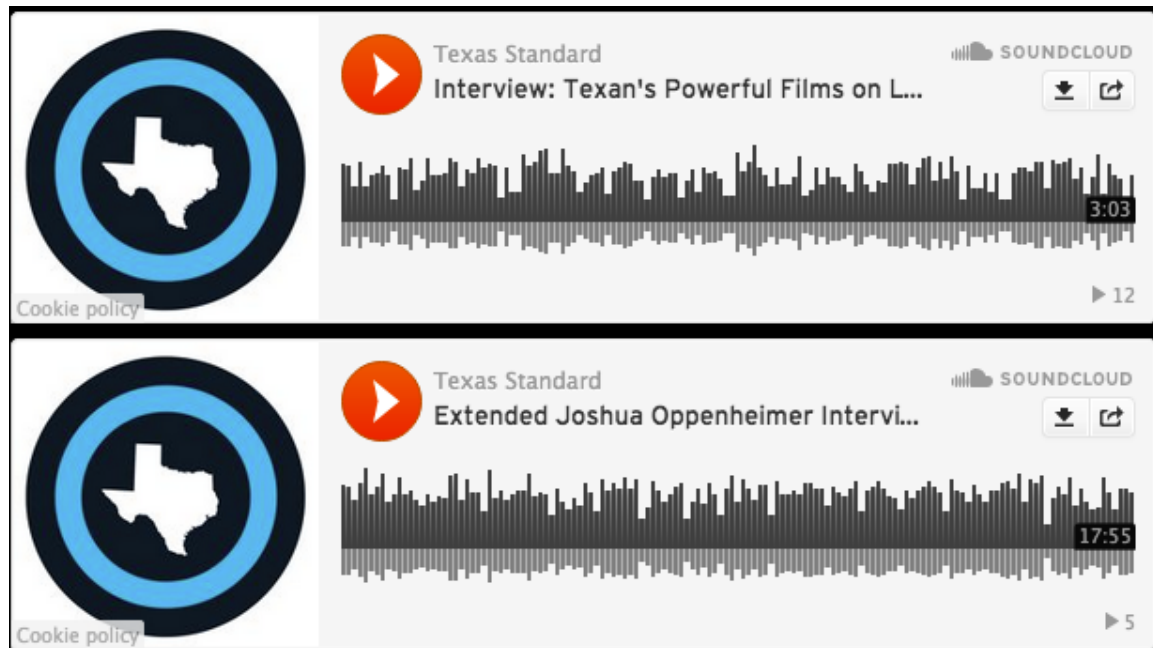 Texas Standard
SOUNDCLOUD
Interview: Texan's Powerful Films on L...
3:03
Cookie policy
12
Texas Standard
SOUNDCLOUD
Extended Joshua Oppenheimer Intervi...
17:55
Cookie policy
5